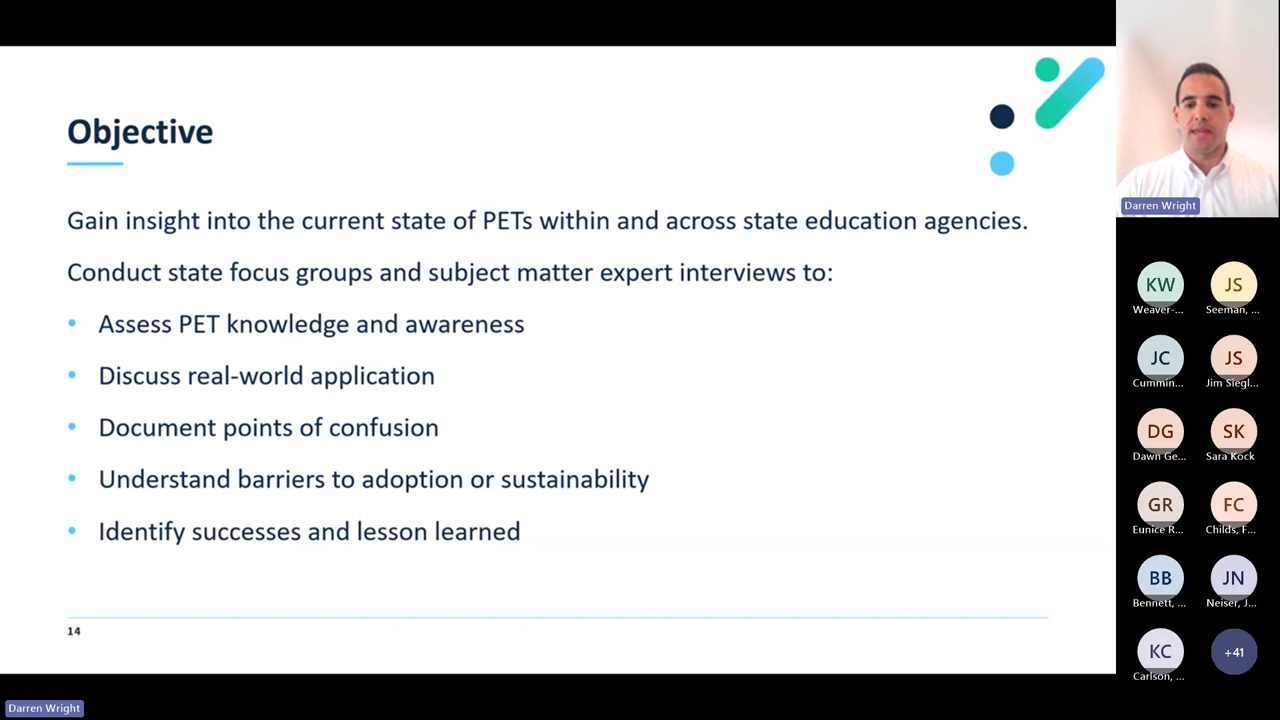 Objective
Gain insight into the current state of PETs within and across state education agencies.
Conduct state focus groups and subject matter expert interviews to:
• Assess PET knowledge and awareness
• Discuss real-world application
• Document points of confusion
• Understand barriers to adoption or sustainability
• Identify successes and lesson learned
14
Darren Wright
KW
JS
Weaver-...
Seeman, ...
JC
JS
Cummin...
Jim Siegl...
DG
SK
Dawn Ge...
Sara Kock
GR
FC
Eunice R...
Childs, F...
BB
JN
Bennett, ...
Neiser, J...
KC
+41
Carlson, ...
Darren Wright